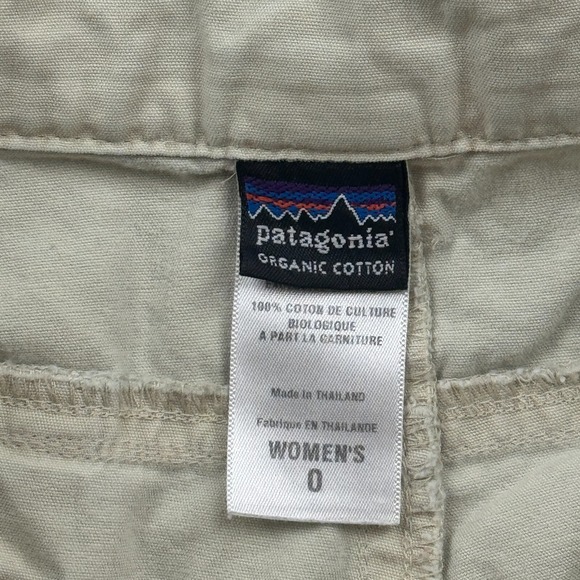 patagonia®
ORGANIC COTTON
100% COTON DE CULTURE
BIOLOGIQUE
A PART LA GARNITURE
Made in THAILAND
Fabriqué EN THAILANDE
WOMEN'S
0